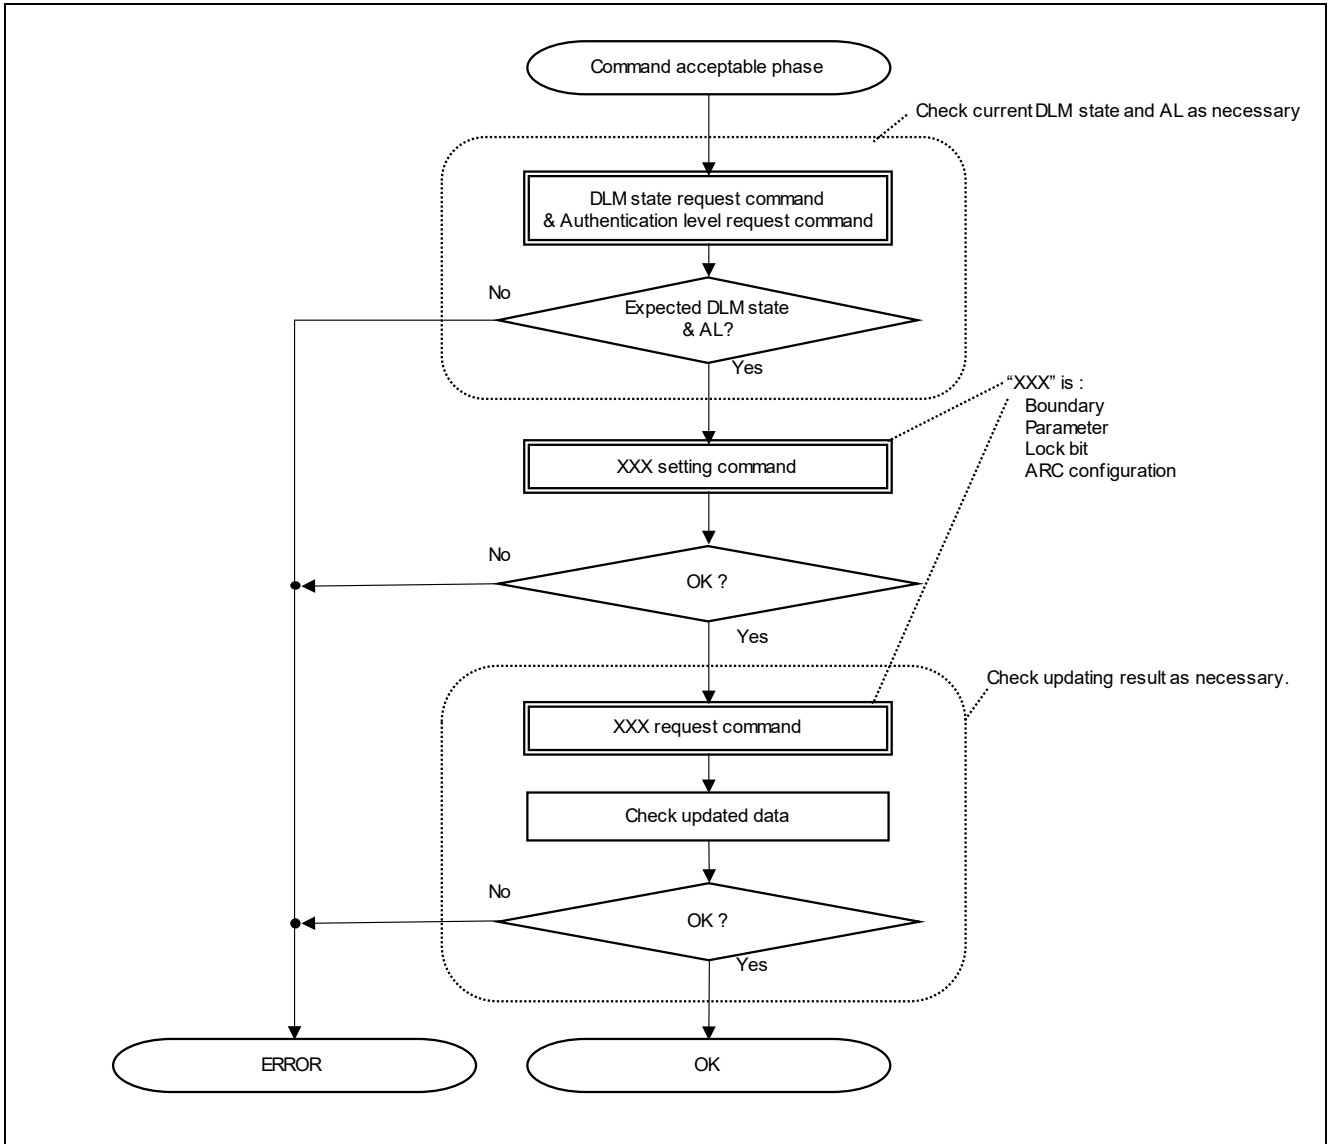 Command acceptable phase
Check current DLM state and AL as necessary
DLM state request command
& Authentication level request command
No
Expected DLM state
& AL?
Yes
“XXX” is :
Boundary
Parameter
Lock bit
ARC configuration
XXX setting command
No
OK ?
Yes
Check updating result as necessary.
XXX request command
Check updated data
No
OK ?
Yes
ERROR
OK